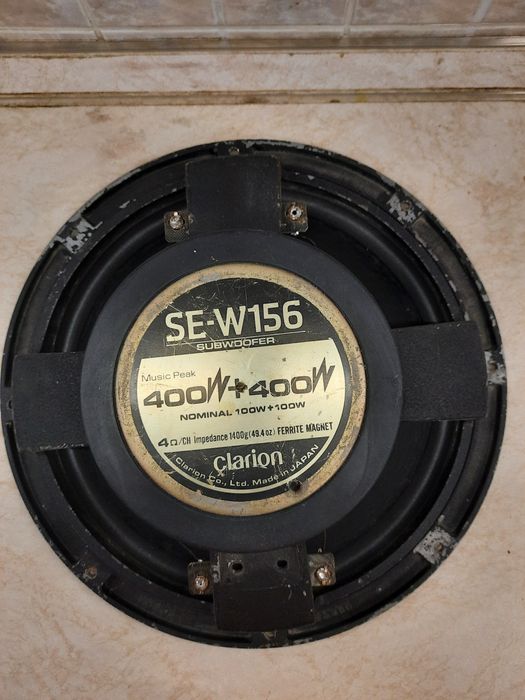 SE-W156
SUBWOOFER
Music Peak
400W+400W
NOMINAL 100W+100W
4Ω/CH Impedance 1400g(49.4oz) FERRITE MAGNET
clarion
Clarion Co., Ltd. Made in JAPAN